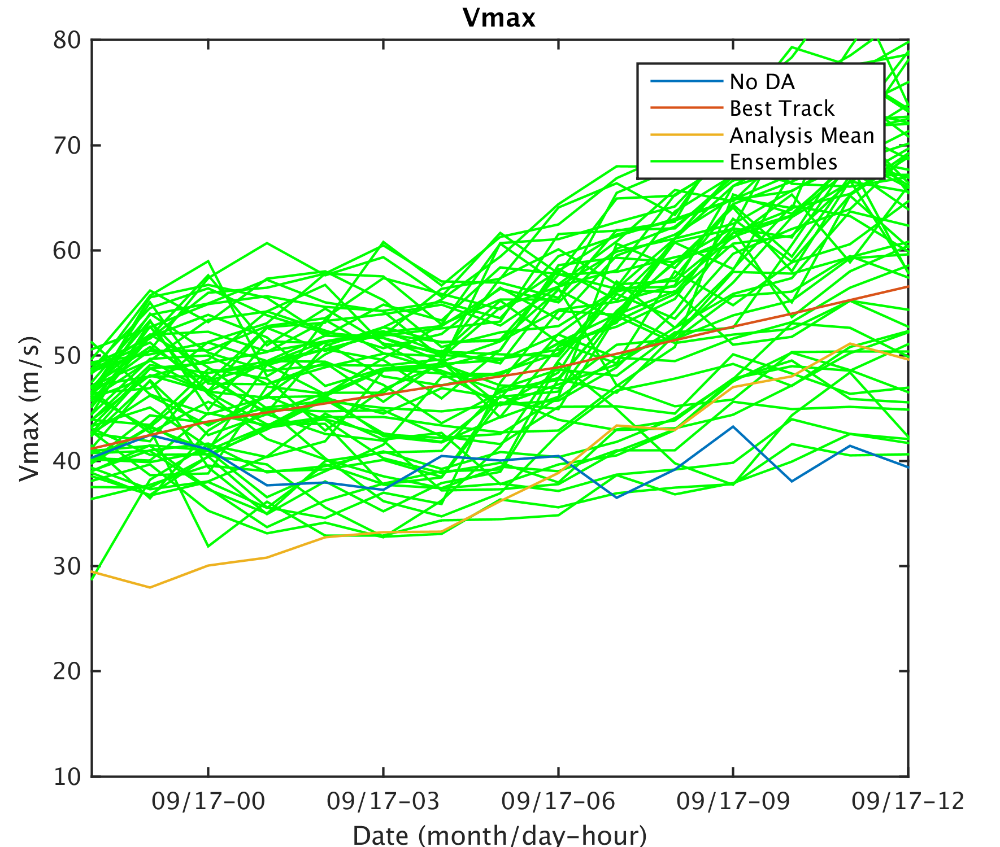 Vmax
80
70
60
50
40
30
20
10
Vmax (m/s)
No DA
Best Track
Analysis Mean
Ensembles
09/17-00 09/17-03 09/17-06 09/17-09 09/17-12
Date (month/day-hour)